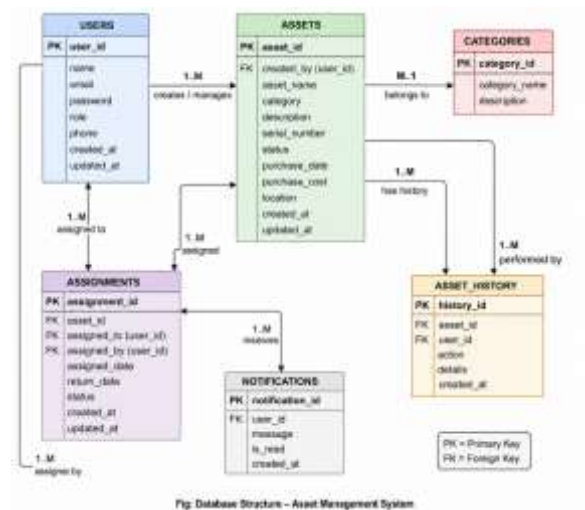 USERS
PK user_id
name
email
password
role
phone
created_at
updated_at
1..M
creates / manages
ASSETS
PK asset_id
FK created_by (user_id)
asset_name
category
description
serial_number
status
purchase_date
purchase_cost
location
created_at
updated_at
M..1
belongs to
CATEGORIES
PK category_id
category_name
description
1..M
assigned to
1..M
assigned
1..M
has history
1..M
performed by
ASSIGNMENTS
PK assignment_id
FK asset_id
FK assigned_to (user_id)
FK assigned_by (user_id)
assigned_date
return_date
status
created_at
updated_at
1..M
receives
NOTIFICATIONS
PK notification_id
FK user_id
message
is_read
created_at
ASSET_HISTORY
PK history_id
FK asset_id
FK user_id
action
details
created_at
1..M
assigned by
PK = Primary Key
FK = Foreign Key
Fig: Database Structure – Asset Management System